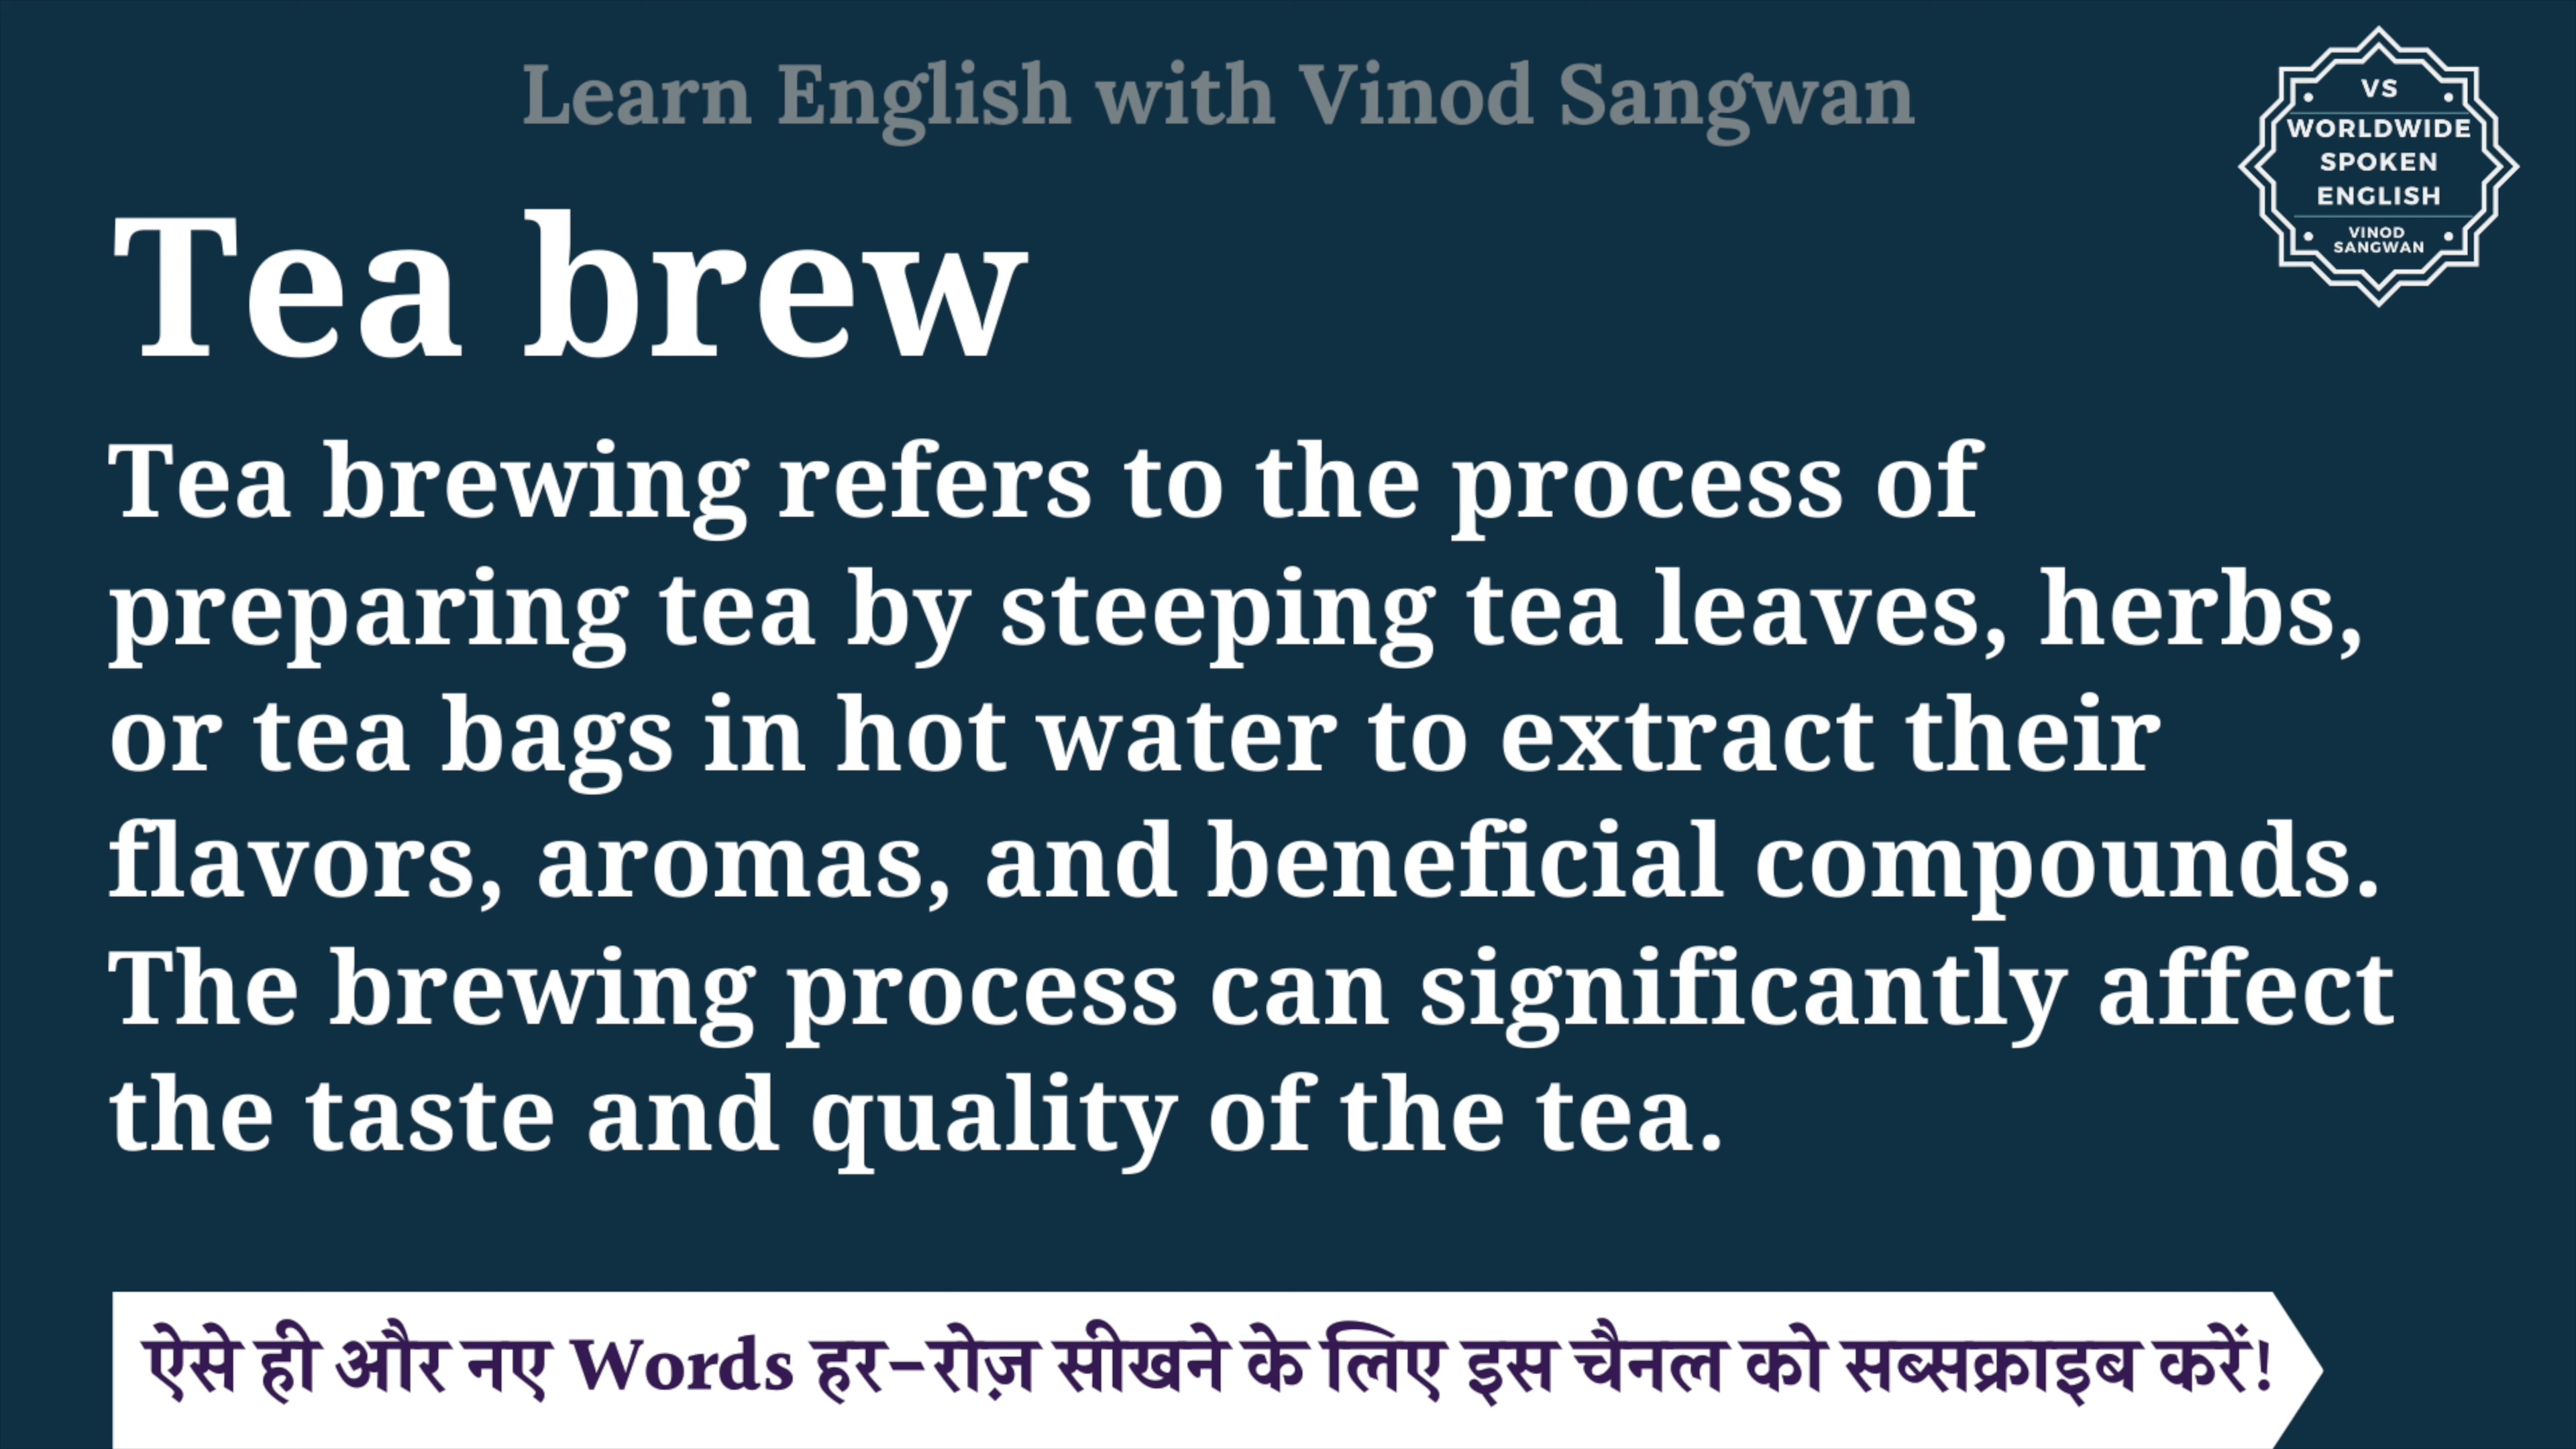 Learn English with Vinod Sangwan
VS
WORLDWIDE
SPOKEN
ENGLISH
VINOD
SANGWAN
Tea brew
Tea brewing refers to the process of
preparing tea by steeping tea leaves, herbs,
or tea bags in hot water to extract their
flavors, aromas, and beneficial compounds.
The brewing process can significantly affect
the taste and quality of the tea.
ऐसे ही और नए Words हर-रोज़ सीखने के लिए इस चैनल को सब्सक्राइब करें!